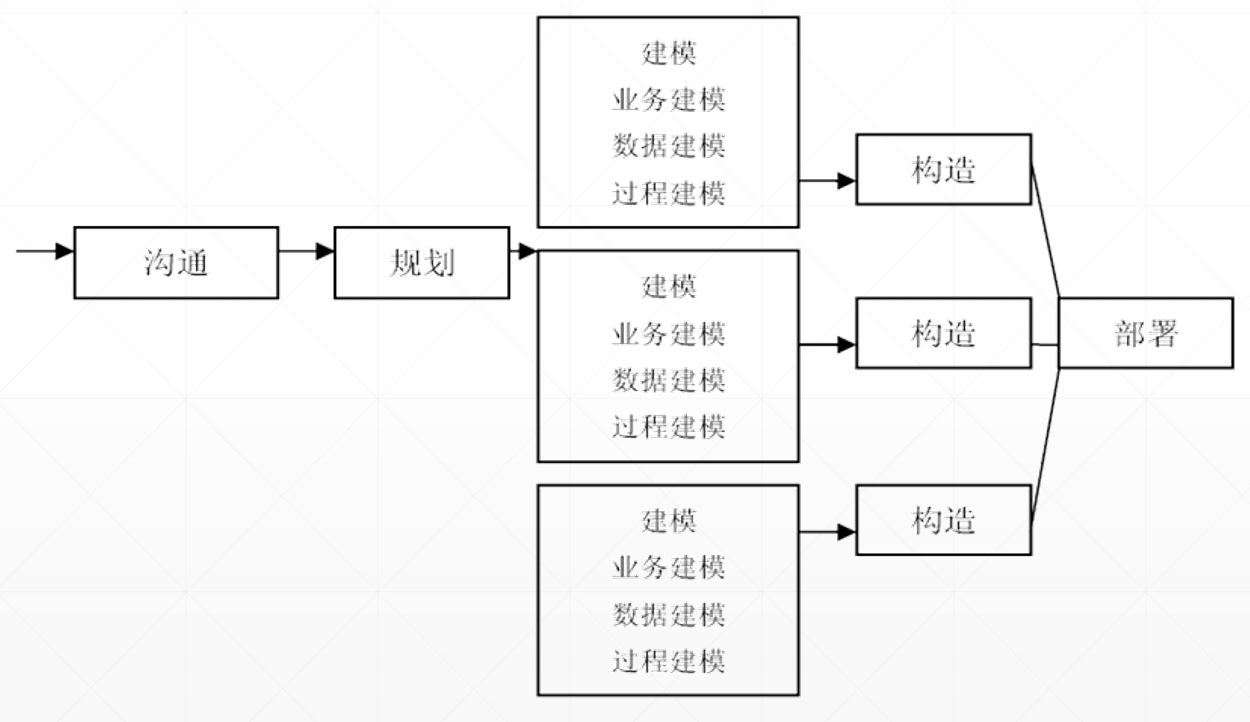 沟通
规划
建模
业务建模
数据建模
过程建模
构造
建模
业务建模
数据建模
过程建模
构造
建模
业务建模
数据建模
过程建模
构造
部署